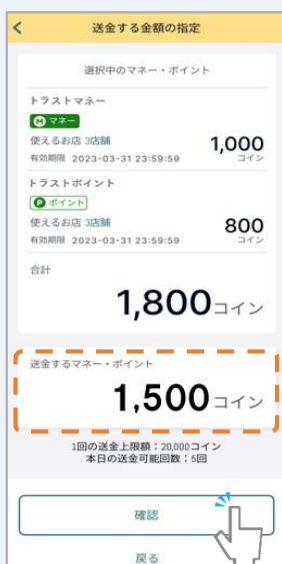 送金する金額の指定
選択中のマネー・ポイント
トラストマネー
M マネー
使えるお店 3店舗
1,000
有効期限 2023-03-31 23:59:59
コイン
トラストポイント
P ポイント
使えるお店 3店舗
800
有効期限 2023-03-31 23:59:59
コイン
合計
1,800コイン
送金するマネー・ポイント
1,500コイン
1回の送金上限額：20,000コイン
本日の送金可能回数：5回
確認
戻る